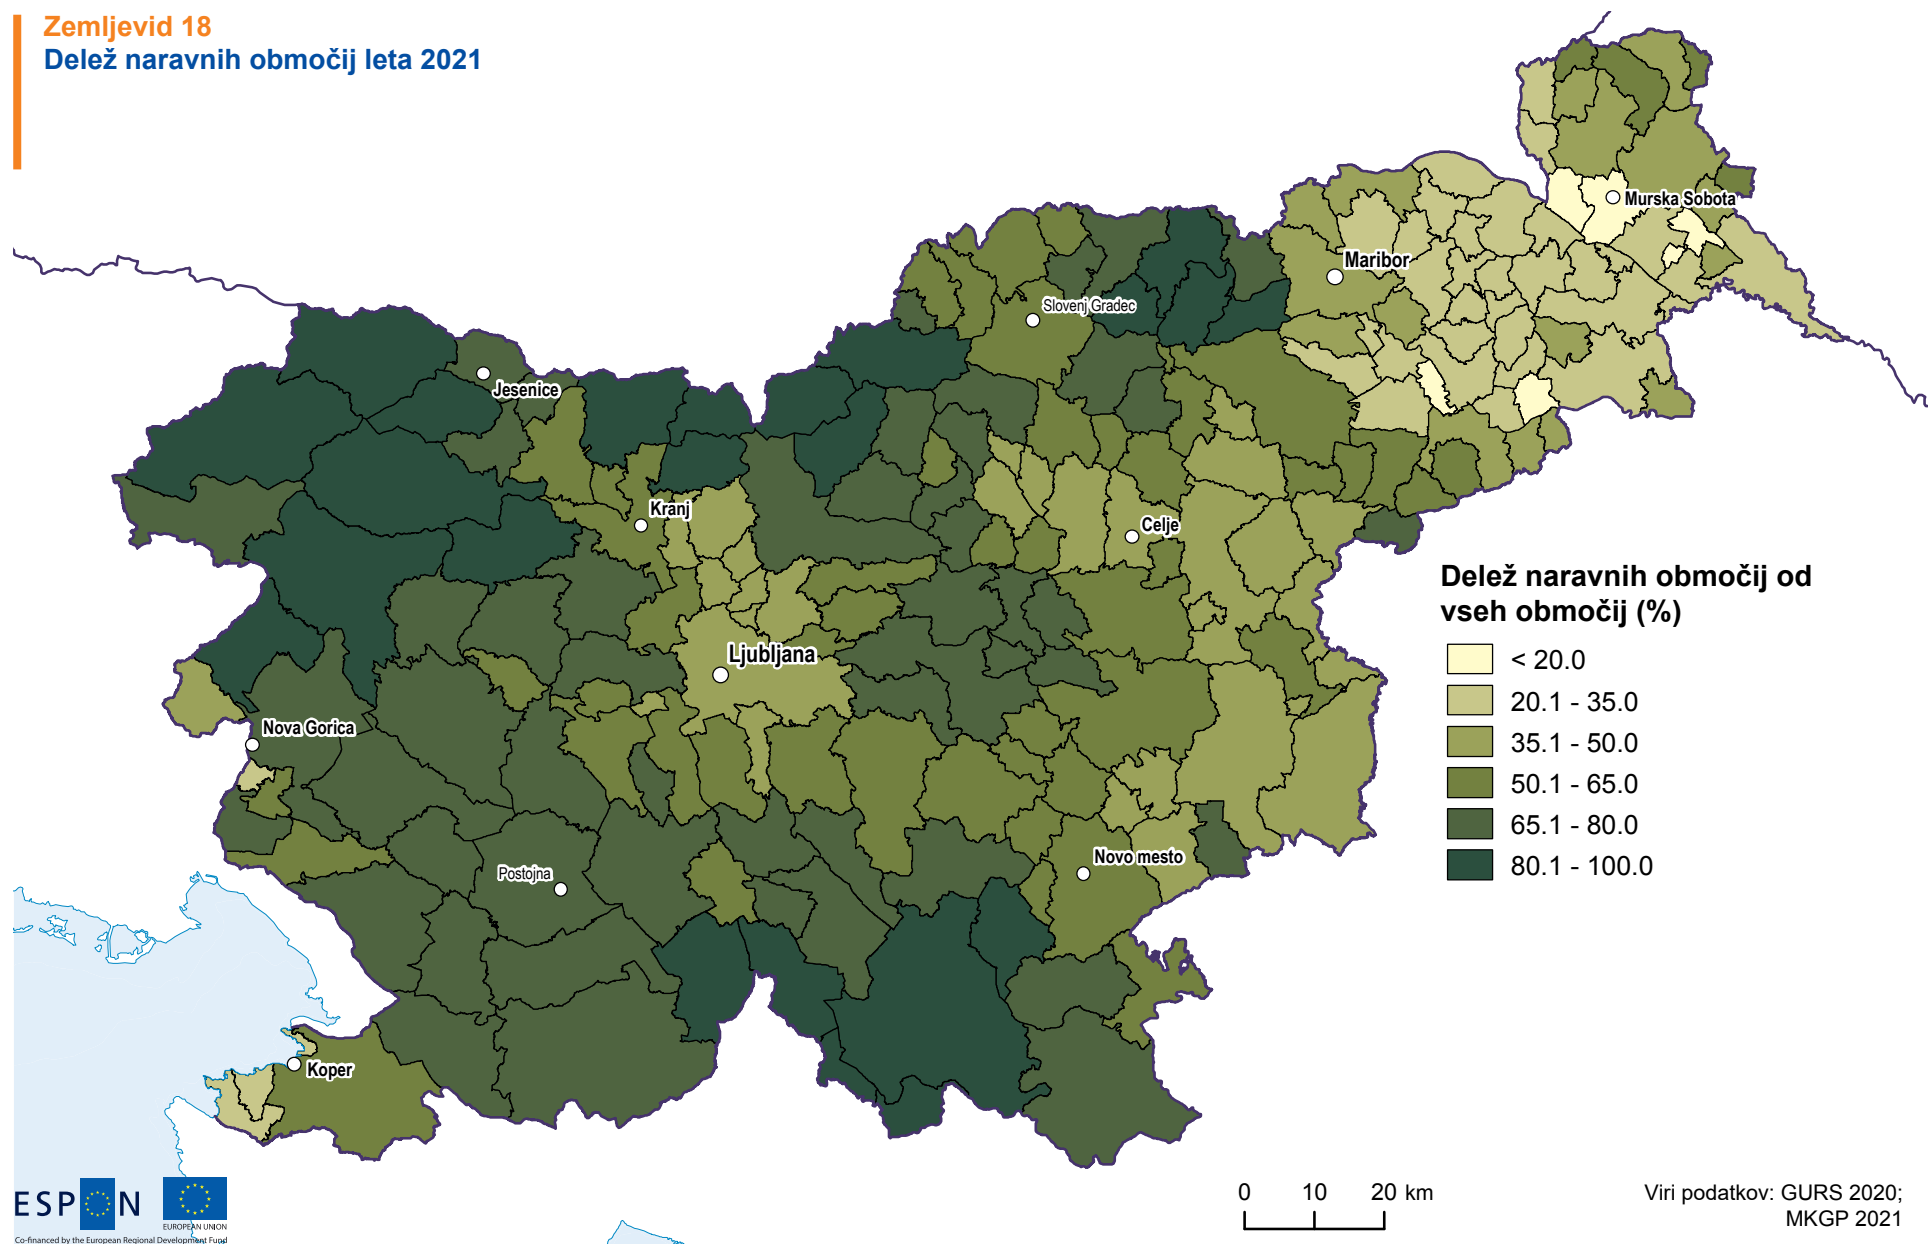 Zemljevid 18
Delež naravnih območij leta 2021
Murska Sobota
Maribor
Slovenj Gradec
Jesenice
Kranj
Celje
Ljubljana
Nova Gorica
Novo mesto
Postojna
Koper
Delež naravnih območij od
vseh območij (%)
< 20.0
20.1 - 35.0
35.1 - 50.0
50.1 - 65.0
65.1 - 80.0
80.1 - 100.0
0 10 20 km
Viri podatkov: GURS 2020;
MKGP 2021
ESPON
EUROPEAN UNION
Co-financed by the European Regional Development Fund